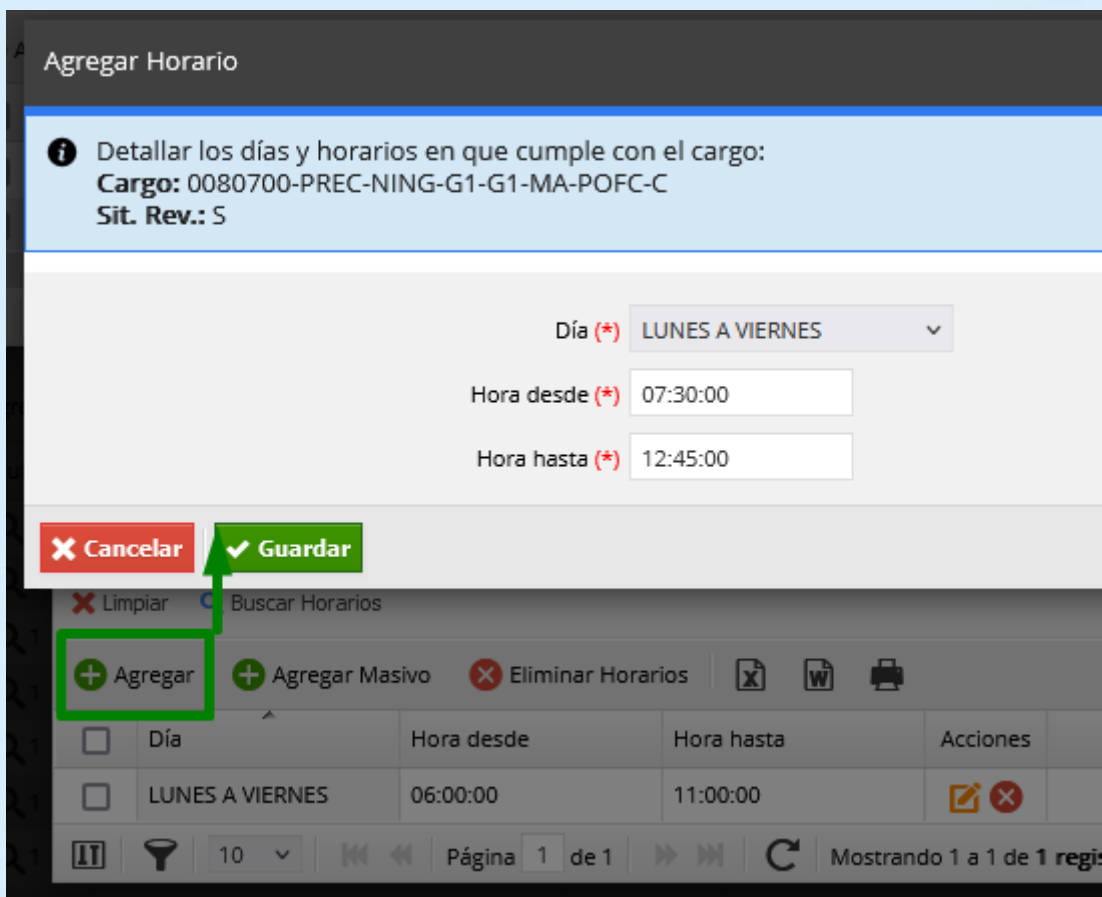 Agregar Horario
Detallar los días y horarios en que cumple con el cargo:
Cargo: 0080700-PREC-NING-G1-G1-MA-POFC-C
Sit. Rev.: S
Día (*) LUNES A VIERNES
Hora desde (*) 07:30:00
Hora hasta (*) 12:45:00
Cancelar Guardar
Limpiar Buscar Horarios
Agregar Agregar Masivo Eliminar Horarios
Día Hora desde Hora hasta Acciones
LUNES A VIERNES 06:00:00 11:00:00
10 Página 1 de 1 Mostrando 1 a 1 de 1 regis